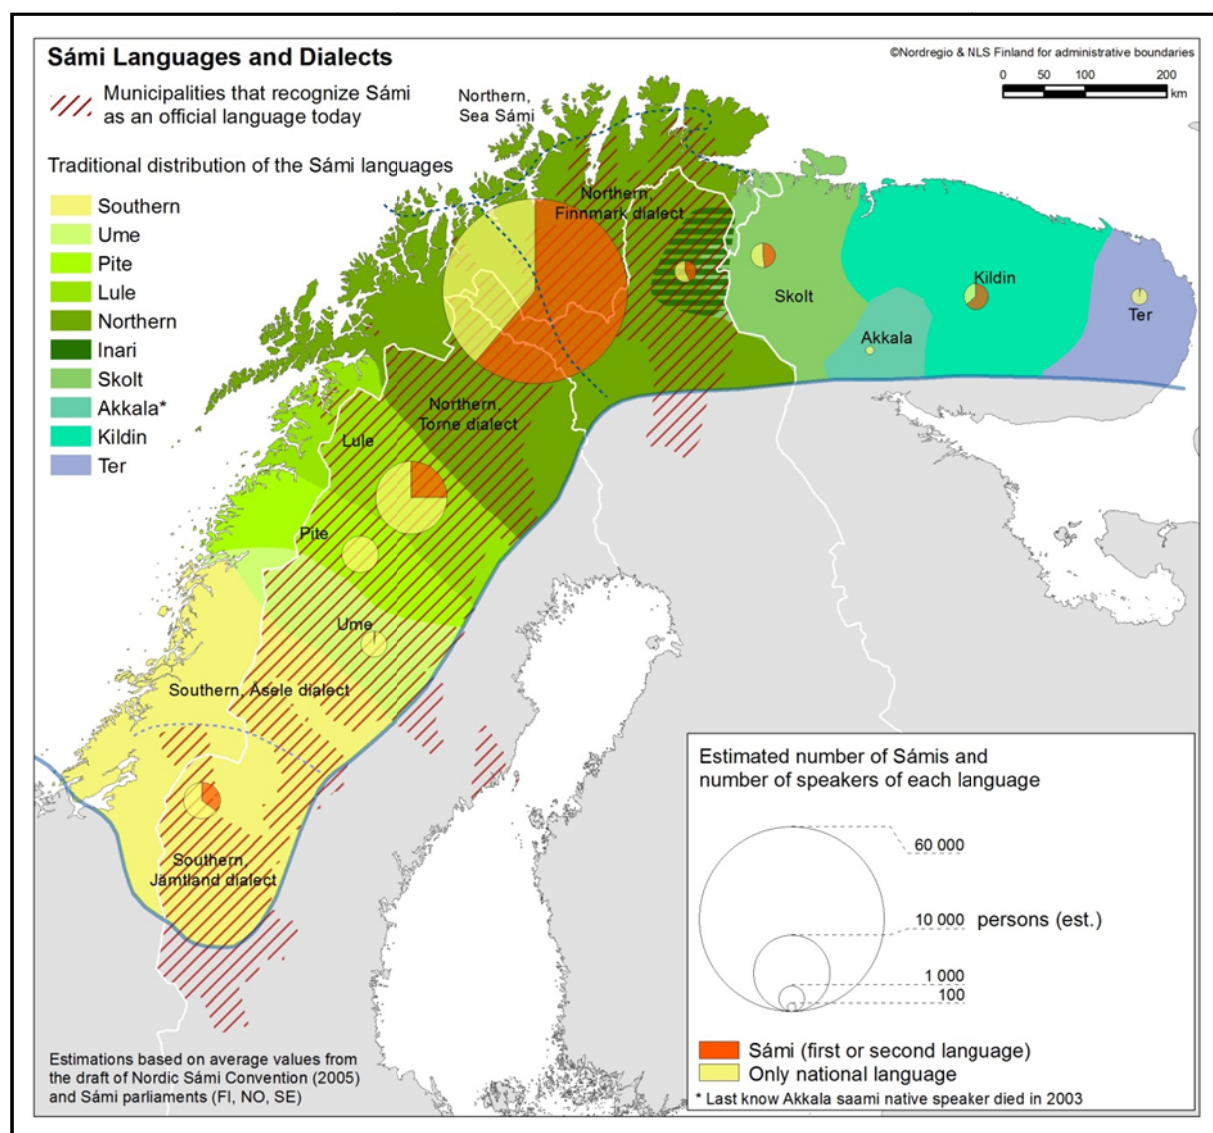 Sámi Languages and Dialects
©Nordregio & NLS Finland for administrative boundaries
0 50 100 200
km
Municipalities that recognize Sámi
as an official language today
Traditional distribution of the Sámi languages
Southern
Ume
Pite
Lule
Northern
Inari
Skolt
Akkala*
Kildin
Ter
Northern,
Sea Sámi
Northern,
Finnmark dialect
Skolt
Kildin
Ter
Akkala
Northern,
Torne dialect
Lule
Pite
Ume
Southern, Åsele dialect
Southern,
Jämtland dialect
Estimated number of Sámis and
number of speakers of each language
60 000
10 000 persons (est.)
1 000
100
Sámi (first or second language)
Only national language
* Last know Akkala saami native speaker died in 2003
Estimations based on average values from
the draft of Nordic Sámi Convention (2005)
and Sámi parliaments (FI, NO, SE)